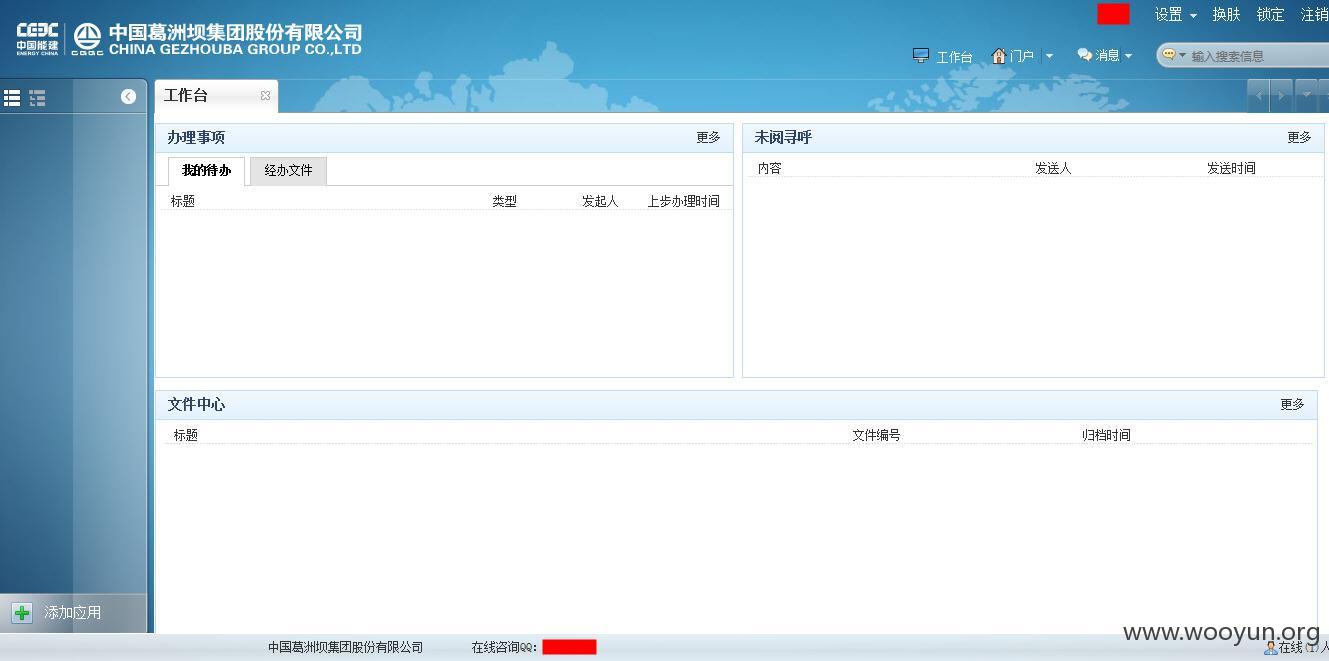 设置 换肤 锁定 注销
CEEC 中国能建 ENERGY CHINA
CGGC 中国葛洲坝集团股份有限公司
CHINA GEZHOUBA GROUP CO.,LTD
工作台 门户 消息 输入搜索信息
工作台
办理事项 更多
我的待办 经办文件
标题 类型 发起人 上步办理时间
未阅寻呼 更多
内容 发送人 发送时间
文件中心 更多
标题 文件编号 归档时间
添加应用
中国葛洲坝集团股份有限公司 在线咨询QQ:
www.wooyun.org
在线 (1)人